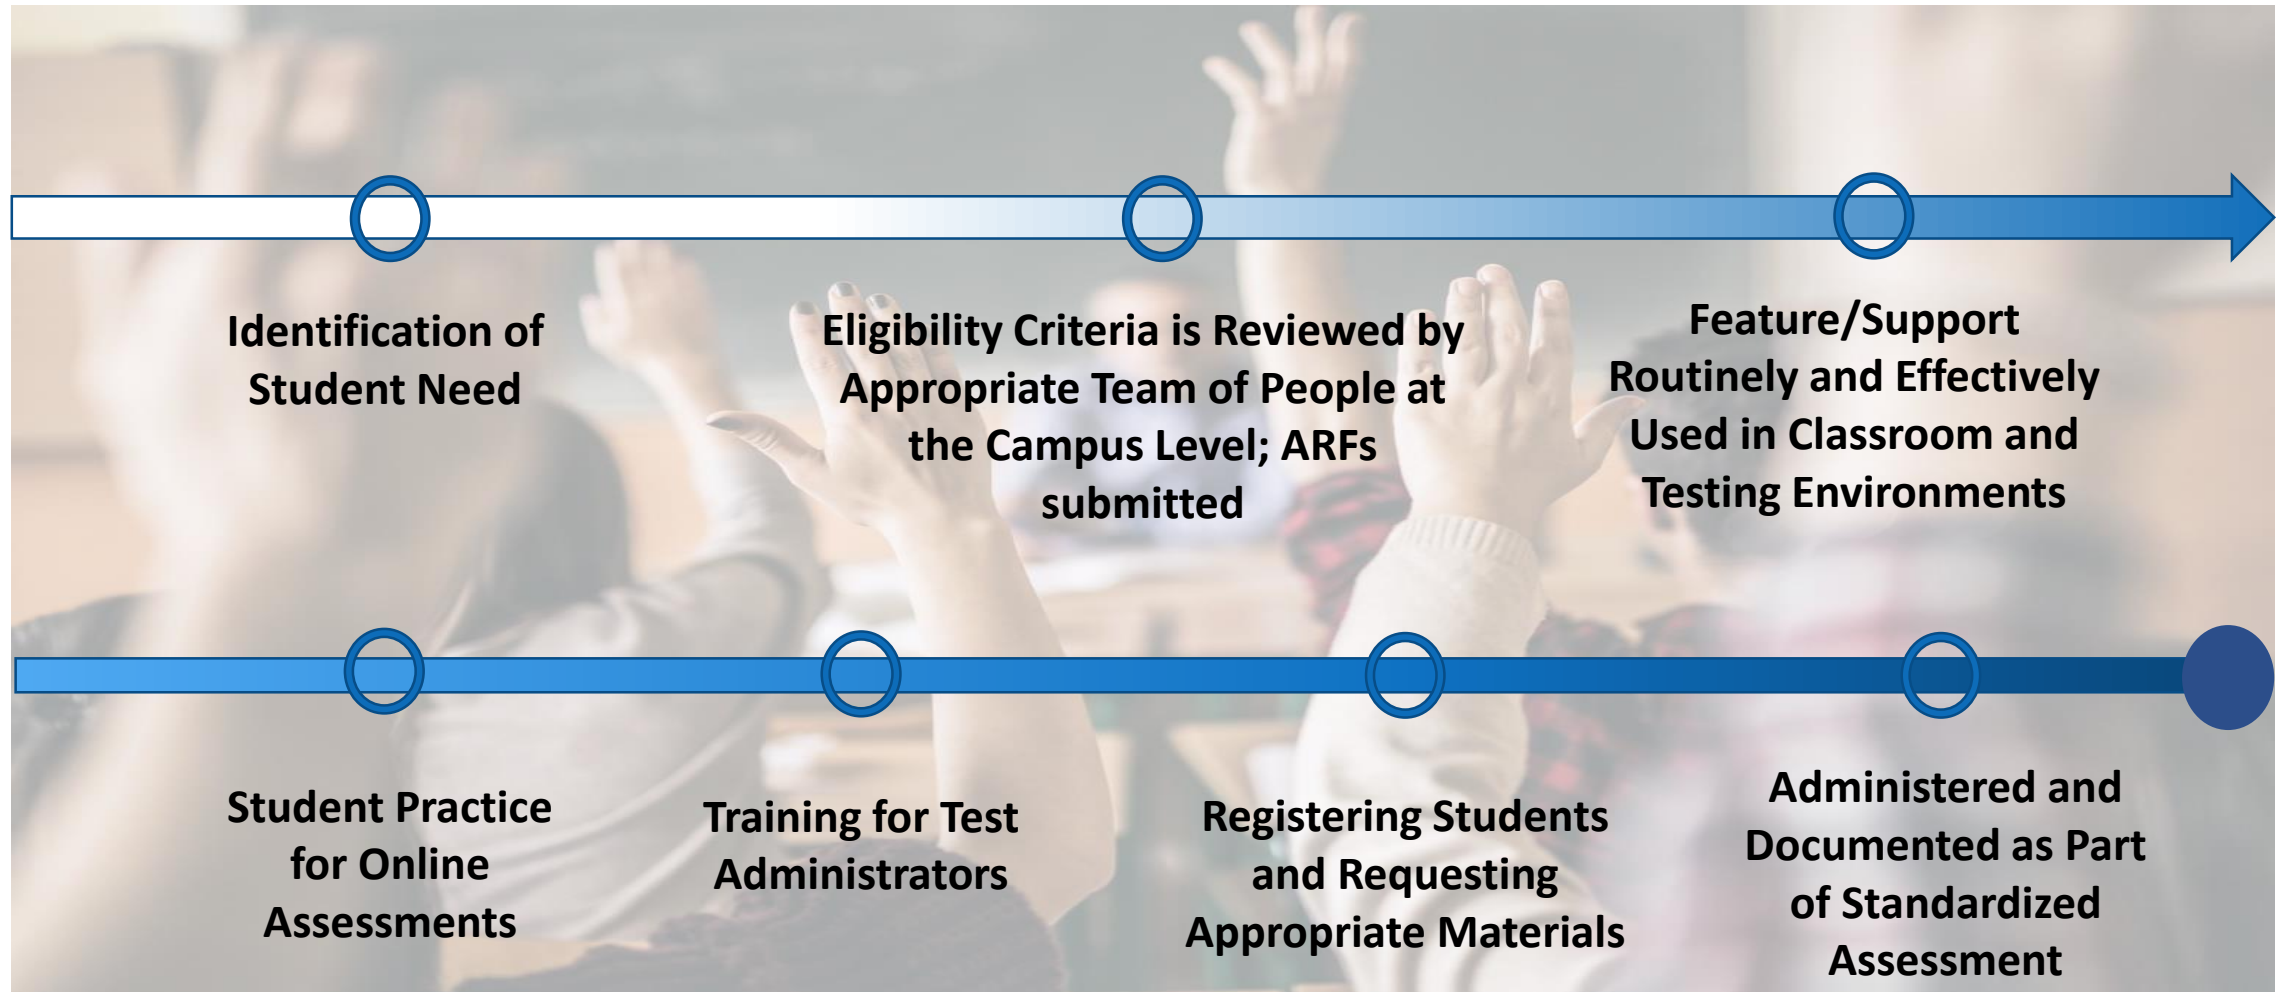 Identification of
Student Need
Eligibility Criteria is Reviewed by
Appropriate Team of People at
the Campus Level; ARFs
submitted
Feature/Support
Routinely and Effectively
Used in Classroom and
Testing Environments
Student Practice
for Online
Assessments
Training for Test
Administrators
Registering Students
and Requesting
Appropriate Materials
Administered and
Documented as Part
of Standardized
Assessment